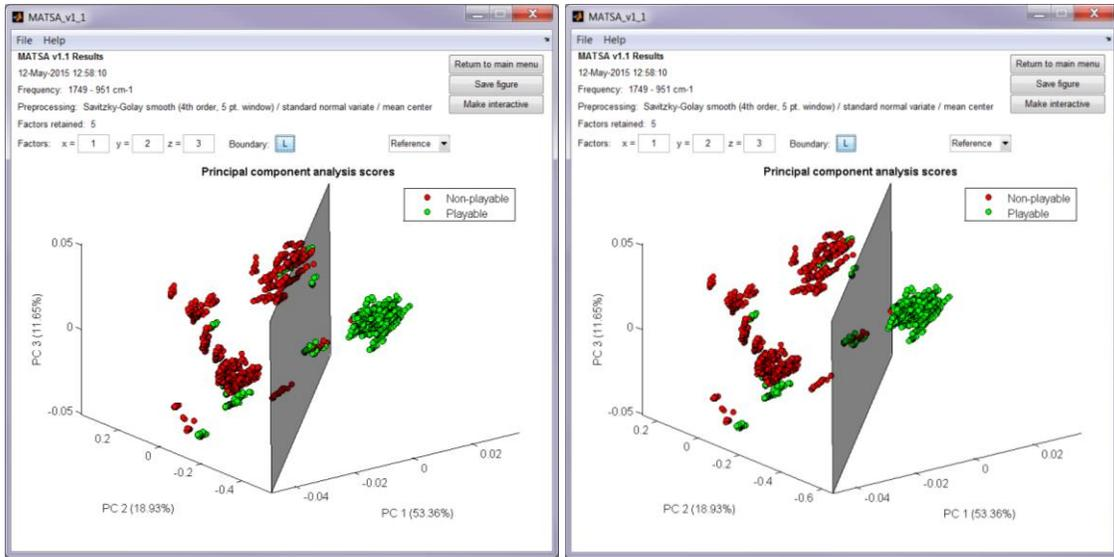 MATSA_v1_1
File Help
MATSA v1.1 Results
12-May-2015 12:58:10
Frequency: 1749 - 951 cm-1
Preprocessing: Savitzky-Golay smooth (4th order, 5 pt. window) / standard normal variate / mean center
Factors retained: 5
Factors: x = 1 y = 2 z = 3 Boundary: L Reference
Return to main menu
Save figure
Make interactive
Principal component analysis scores
Non-playable
Playable
0.05
0
-0.05
PC 3 (11.65%)
0.2
0
-0.2
-0.4
PC 2 (18.93%)
-0.04
-0.02
0
0.02
PC 1 (53.36%)
MATSA_v1_1
File Help
MATSA v1.1 Results
12-May-2015 12:58:10
Frequency: 1749 - 951 cm-1
Preprocessing: Savitzky-Golay smooth (4th order, 5 pt. window) / standard normal variate / mean center
Factors retained: 5
Factors: x = 1 y = 2 z = 3 Boundary: L Reference
Return to main menu
Save figure
Make interactive
Principal component analysis scores
Non-playable
Playable
0.05
0
-0.05
PC 3 (11.65%)
0.2
0
-0.2
-0.4
-0.6
PC 2 (18.93%)
-0.04
-0.02
0
0.02
PC 1 (53.36%)